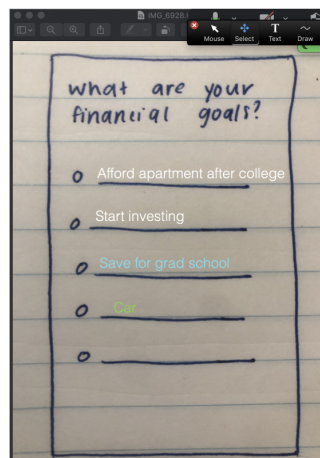 IMG_6926.
Mouse
Select
Text
Draw
what are your
financial goals?
Afford apartment after college
Start investing
Save for grad school
Car